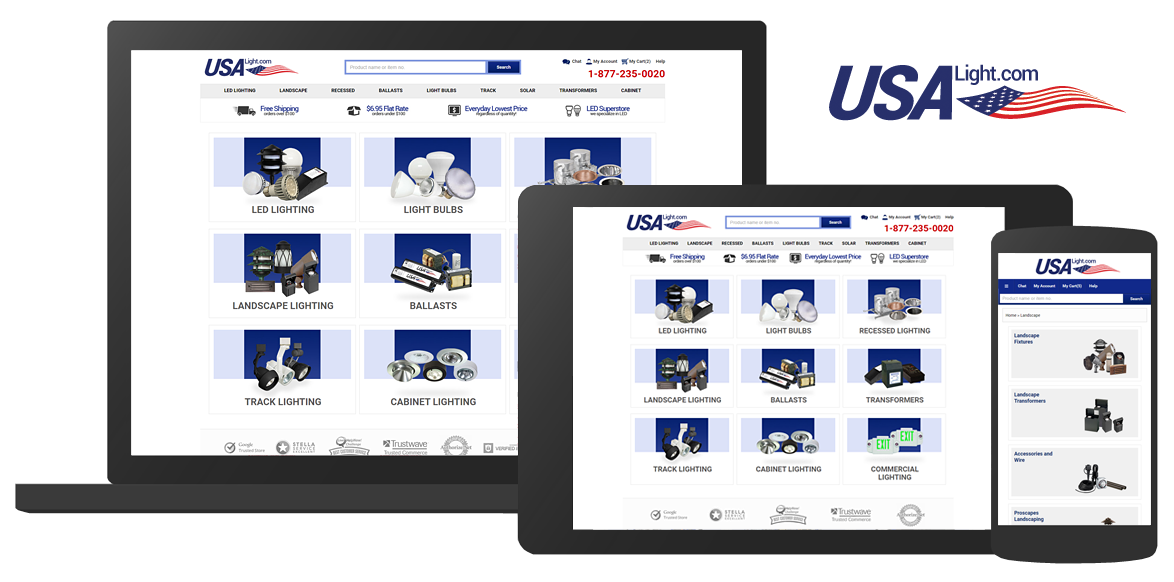 USA Light.com
Product name or item no.
Search
Chat My Account My Cart(2) Help
1-877-235-0020
LED LIGHTING LANDSCAPE RECESSED BALLASTS LIGHT BULBS TRACK SOLAR TRANSFORMERS CABINET
Free Shipping
orders over $100
$6.95 Flat Rate
orders under $100
Everyday Lowest Price
regardless of quantity*
LED Superstore
we specialize in LED
LED LIGHTING
LIGHT BULBS
LANDSCAPE LIGHTING
BALLASTS
TRACK LIGHTING
CABINET LIGHTING
Google
Trusted Store
STELLA
SERVICE
EXCELLENT
Trustwave
Trusted Commerce
Authorize.Net
VERIFIED
USA Light.com
USA Light.com
Product name or item no.
Search
Chat My Account My Cart(2) Help
1-877-235-0020
LED LIGHTING LANDSCAPE RECESSED BALLASTS LIGHT BULBS TRACK SOLAR TRANSFORMERS CABINET
Free Shipping
orders over $100
$6.95 Flat Rate
orders under $100
Everyday Lowest Price
regardless of quantity*
LED Superstore
we specialize in LED
LED LIGHTING
LIGHT BULBS
RECESSED LIGHTING
LANDSCAPE LIGHTING
BALLASTS
TRANSFORMERS
EXIT
EXIT
TRACK LIGHTING
CABINET LIGHTING
COMMERCIAL
LIGHTING
Google
Trusted Store
STELLA
SERVICE
EXCELLENT
Trustwave
Trusted Commerce
Authorize.Net
USA Light.com
Chat My Account My Cart(0) Help
Product name or item no.
Search
Home » Landscape
Landscape
Fixtures
Landscape
Transformers
Accessories and
Wire
Proscapes
Landscaping